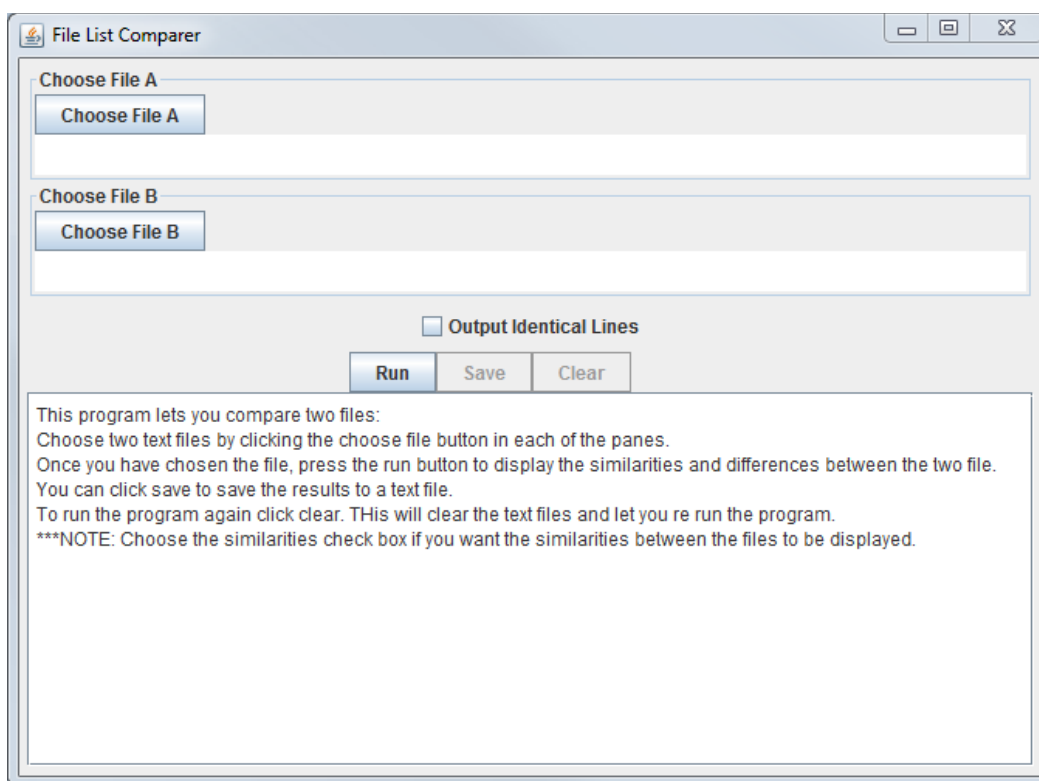 File List Comparer
Choose File A
Choose File A
Choose File B
Choose File B
Output Identical Lines
Run Save Clear
This program lets you compare two files:
Choose two text files by clicking the choose file button in each of the panes.
Once you have chosen the file, press the run button to display the similarities and differences between the two file.
You can click save to save the results to a text file.
To run the program again click clear. THis will clear the text files and let you re run the program.
***NOTE: Choose the similarities check box if you want the similarities between the files to be displayed.